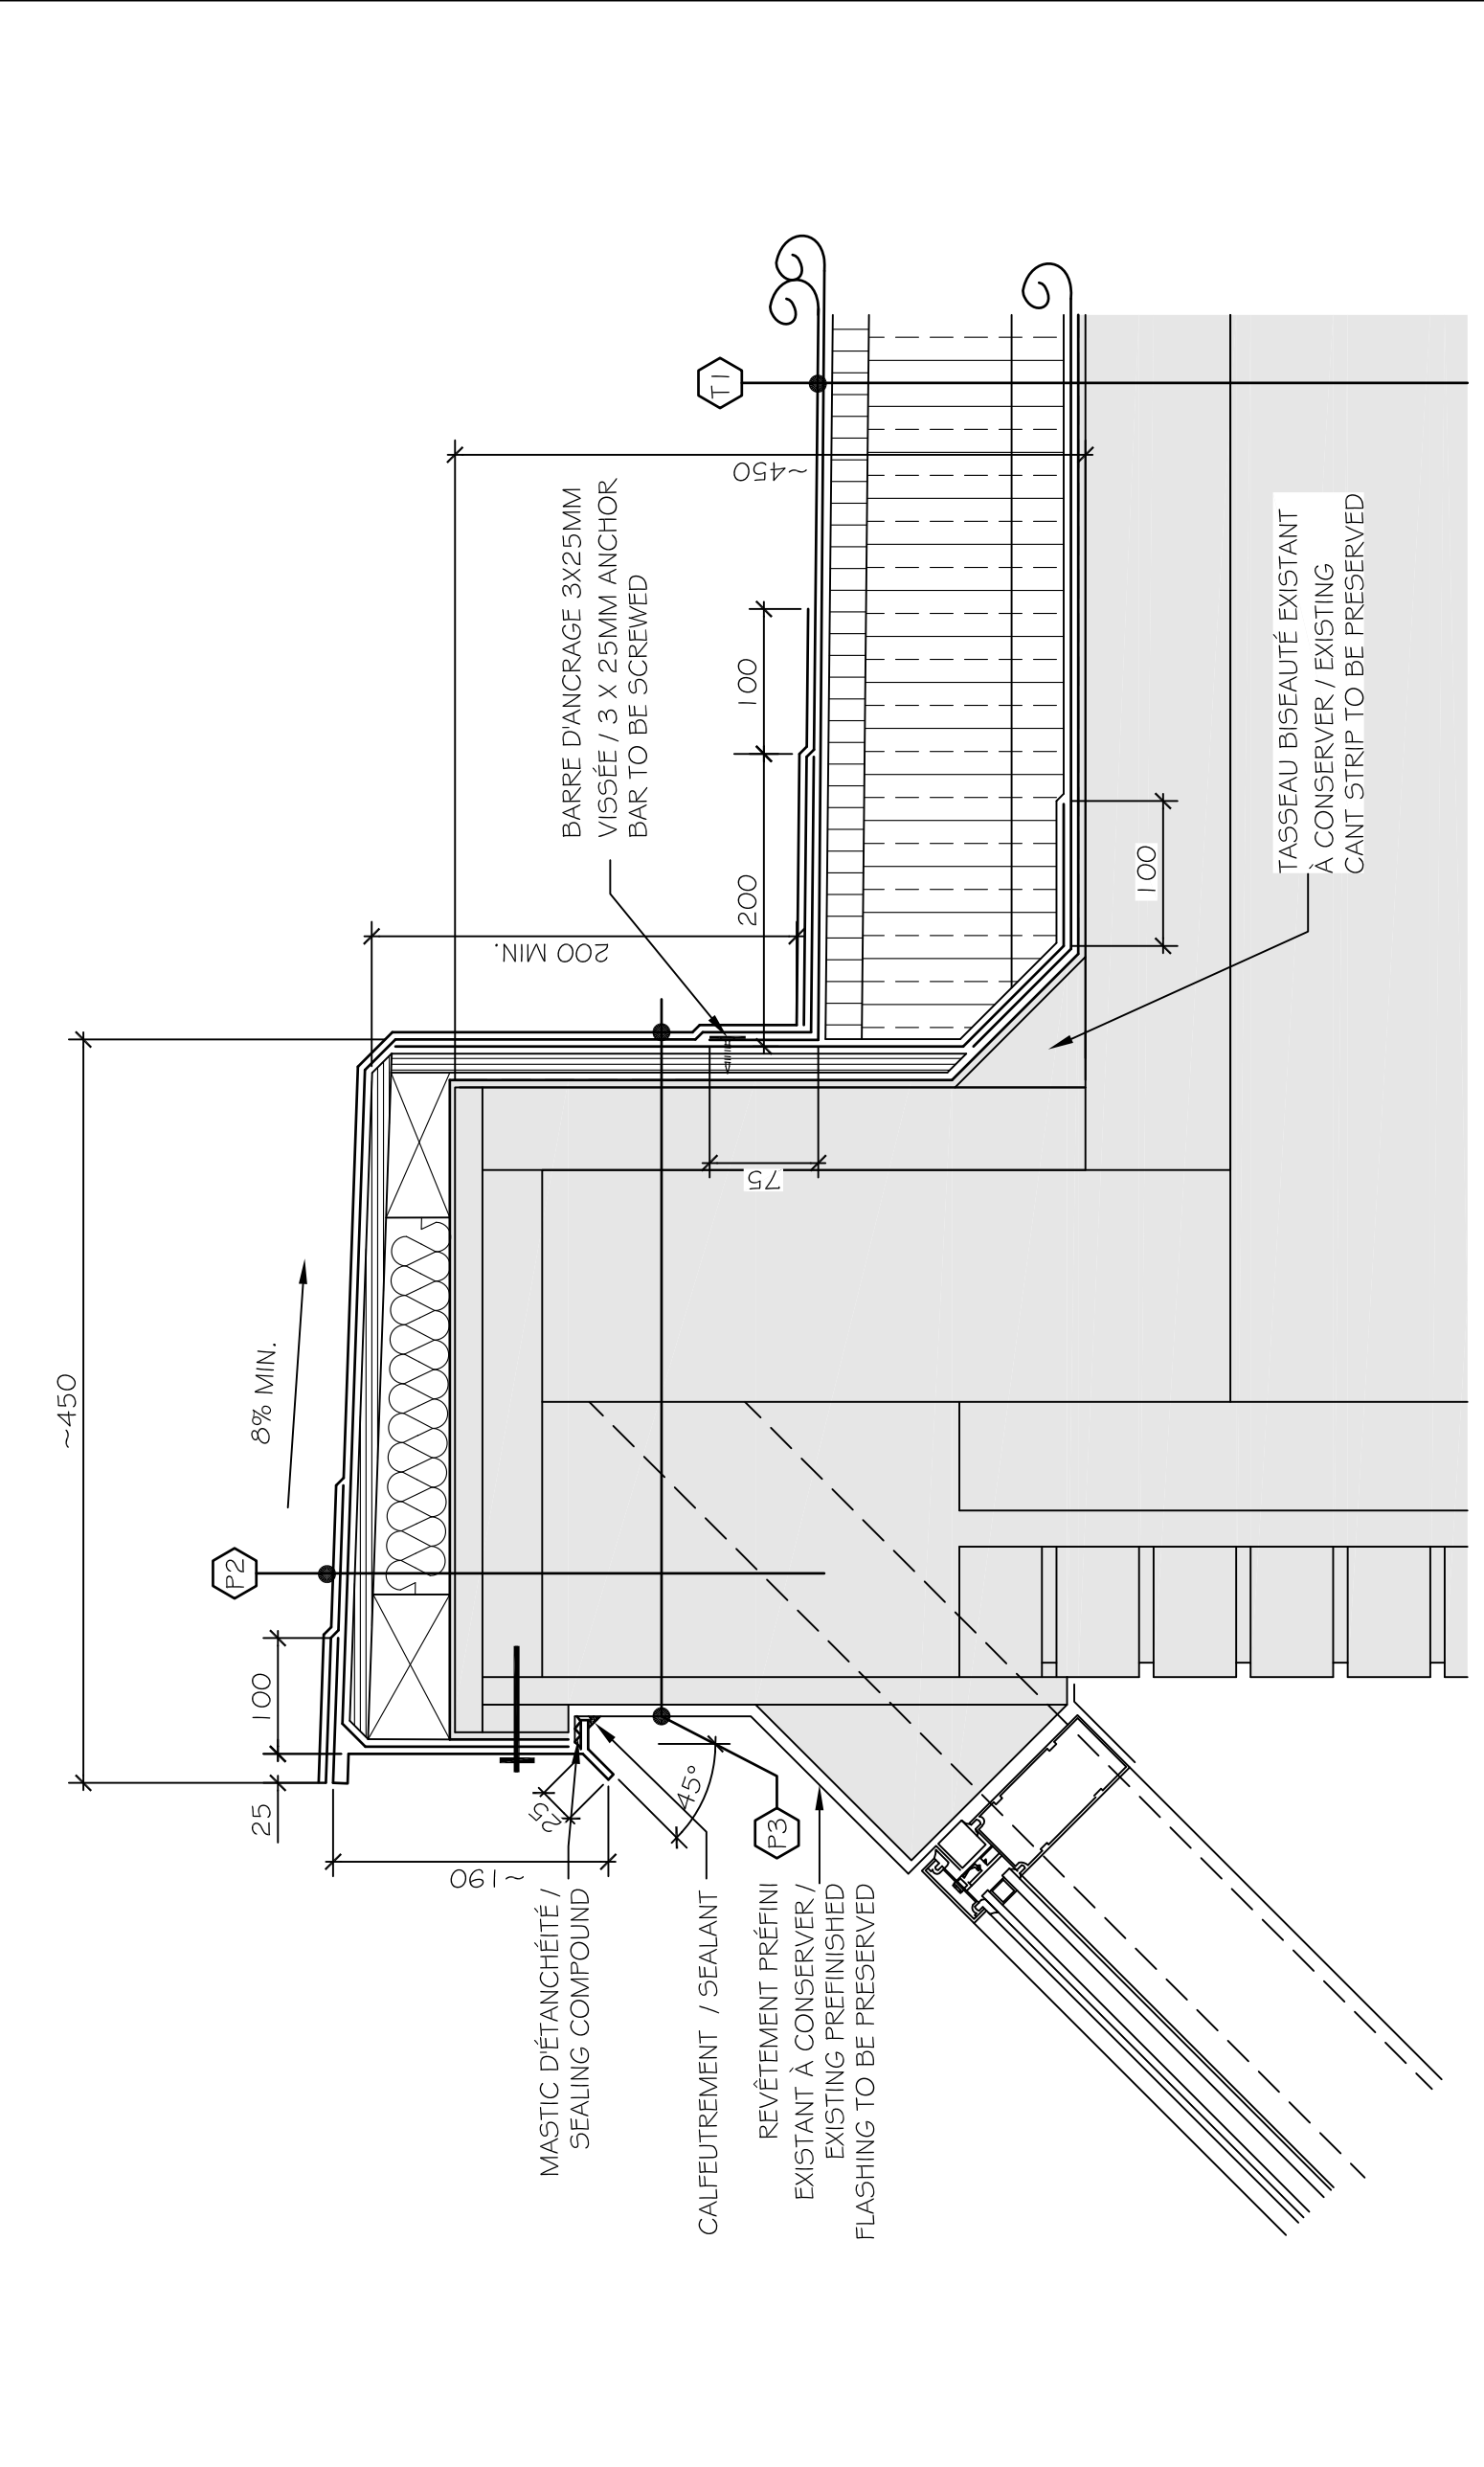 ~450
8% MIN.
P2
100
25
~190
25
45°
P3
T1
~450
BARRE D'ANCRAGE 3X25MM
VISSÉE / 3 X 25MM ANCHOR
BAR TO BE SCREWED
100
200
200 MIN.
75
100
TASSEAU BISEAUTÉ EXISTANT
À CONSERVER / EXISTING
CANT STRIP TO BE PRESERVED
MASTIC D'ÉTANCHÉITÉ /
SEALING COMPOUND
CALFEUTREMENT / SEALANT
REVÊTEMENT PRÉFINI
EXISTANT À CONSERVER /
EXISTING PREFINISHED
FLASHING TO BE PRESERVED